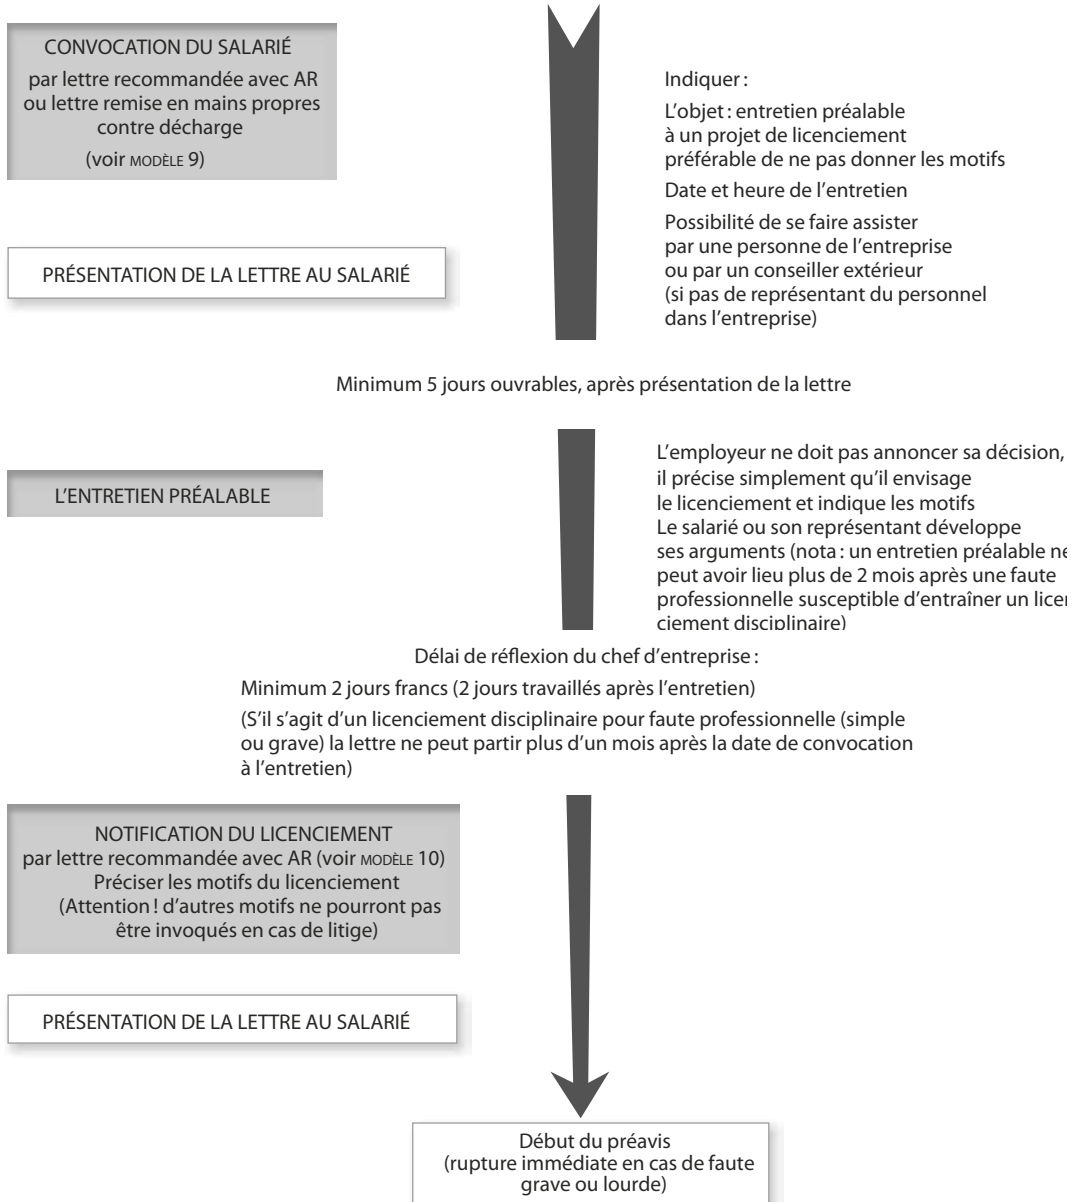 CONVOCATION DU SALARIÉ
par lettre recommandée avec AR
ou lettre remise en mains propres
contre décharge
(voir MODÈLE 9)
Indiquer :
L'objet : entretien préalable
à un projet de licenciement
préférable de ne pas donner les motifs
Date et heure de l'entretien
Possibilité de se faire assister
par une personne de l'entreprise
ou par un conseiller extérieur
(si pas de représentant du personnel
dans l'entreprise)
PRÉSENTATION DE LA LETTRE AU SALARIÉ
Minimum 5 jours ouvrables, après présentation de la lettre
L'ENTRETIEN PRÉALABLE
L'employeur ne doit pas annoncer sa décision,
il précise simplement qu'il envisage
le licenciement et indique les motifs
Le salarié ou son représentant développe
ses arguments (nota : un entretien préalable ne
peut avoir lieu plus de 2 mois après une faute
professionnelle susceptible d'entraîner un licen
ciement disciplinaire)
Délai de réflexion du chef d'entreprise :
Minimum 2 jours francs (2 jours travaillés après l'entretien)
(S'il s'agit d'un licenciement disciplinaire pour faute professionnelle (simple
ou grave) la lettre ne peut partir plus d'un mois après la date de convocation
à l'entretien)
NOTIFICATION DU LICENCIEMENT
par lettre recommandée avec AR (voir MODÈLE 10)
Préciser les motifs du licenciement
(Attention ! d'autres motifs ne pourront pas
être invoqués en cas de litige)
PRÉSENTATION DE LA LETTRE AU SALARIÉ
Début du préavis
(rupture immédiate en cas de faute
grave ou lourde)